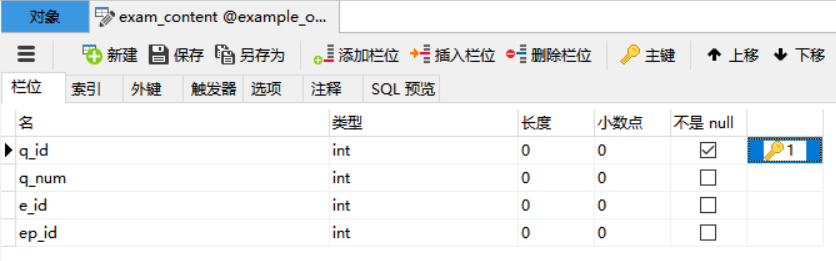 对象 exam_content @example_o...
新建 保存 另存为 添加栏位 插入栏位 删除栏位 主键 上移 下移
栏位 索引 外键 触发器 选项 注释 SQL 预览
名 类型 长度 小数点 不是 null
q_id int 0 0 1
q_num int 0 0
e_id int 0 0
ep_id int 0 0